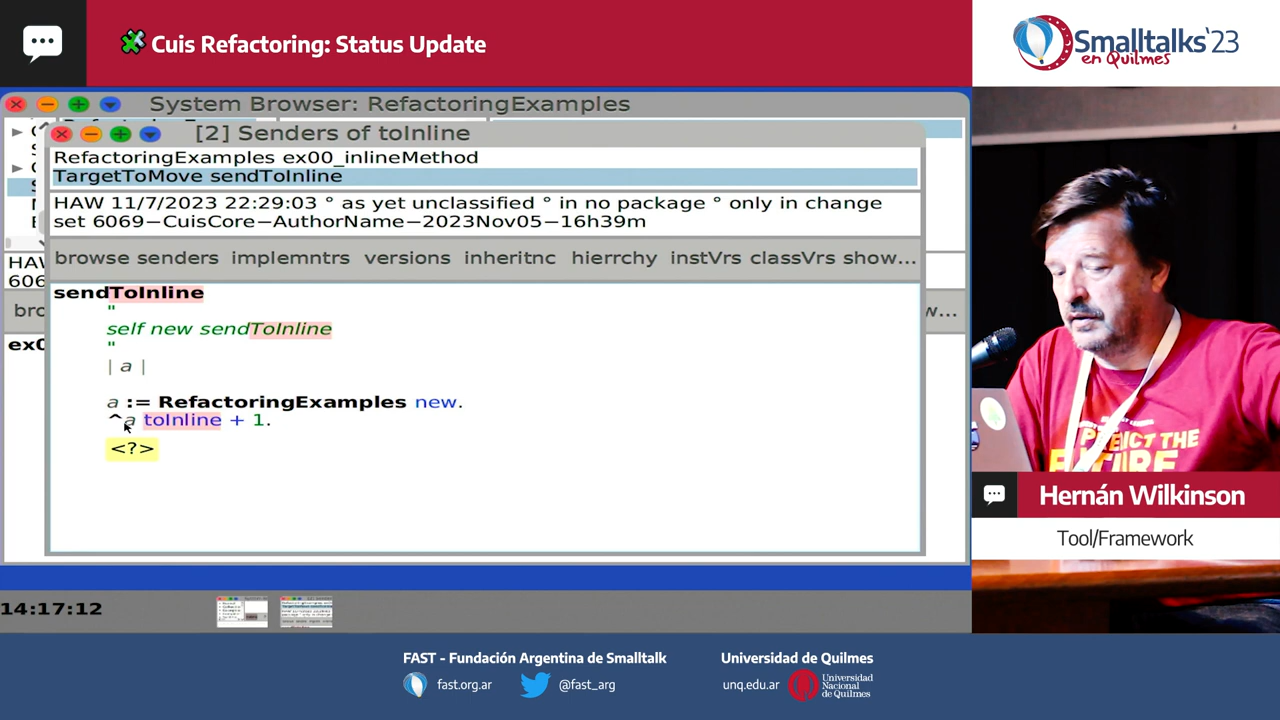 Cuis Refactoring: Status Update
Smalltalks'23
en Quilmes
System Browser: RefactoringExamples
[2] Senders of toInline
RefactoringExamples ex00_inlineMethod
TargetToMove sendToInline
HAW 11/7/2023 22:29:03 ° as yet unclassified ° in no package ° only in change
set 6069-CuisCore-AuthorName-2023Nov05-16h39m
browse senders implemntrs versions inheritnc hierrchy instVrs classVrs show...
sendToInline
"
self new sendToInline
"
| a |
a := RefactoringExamples new.
^a toInline + 1.
<?>
14:17:12
PREDICT THE
FUTURE
Hernán Wilkinson
Tool/Framework
FAST - Fundación Argentina de Smalltalk
fast.org.ar
@fast_arg
Universidad de Quilmes
unq.edu.ar
Universidad
Nacional
de Quilmes